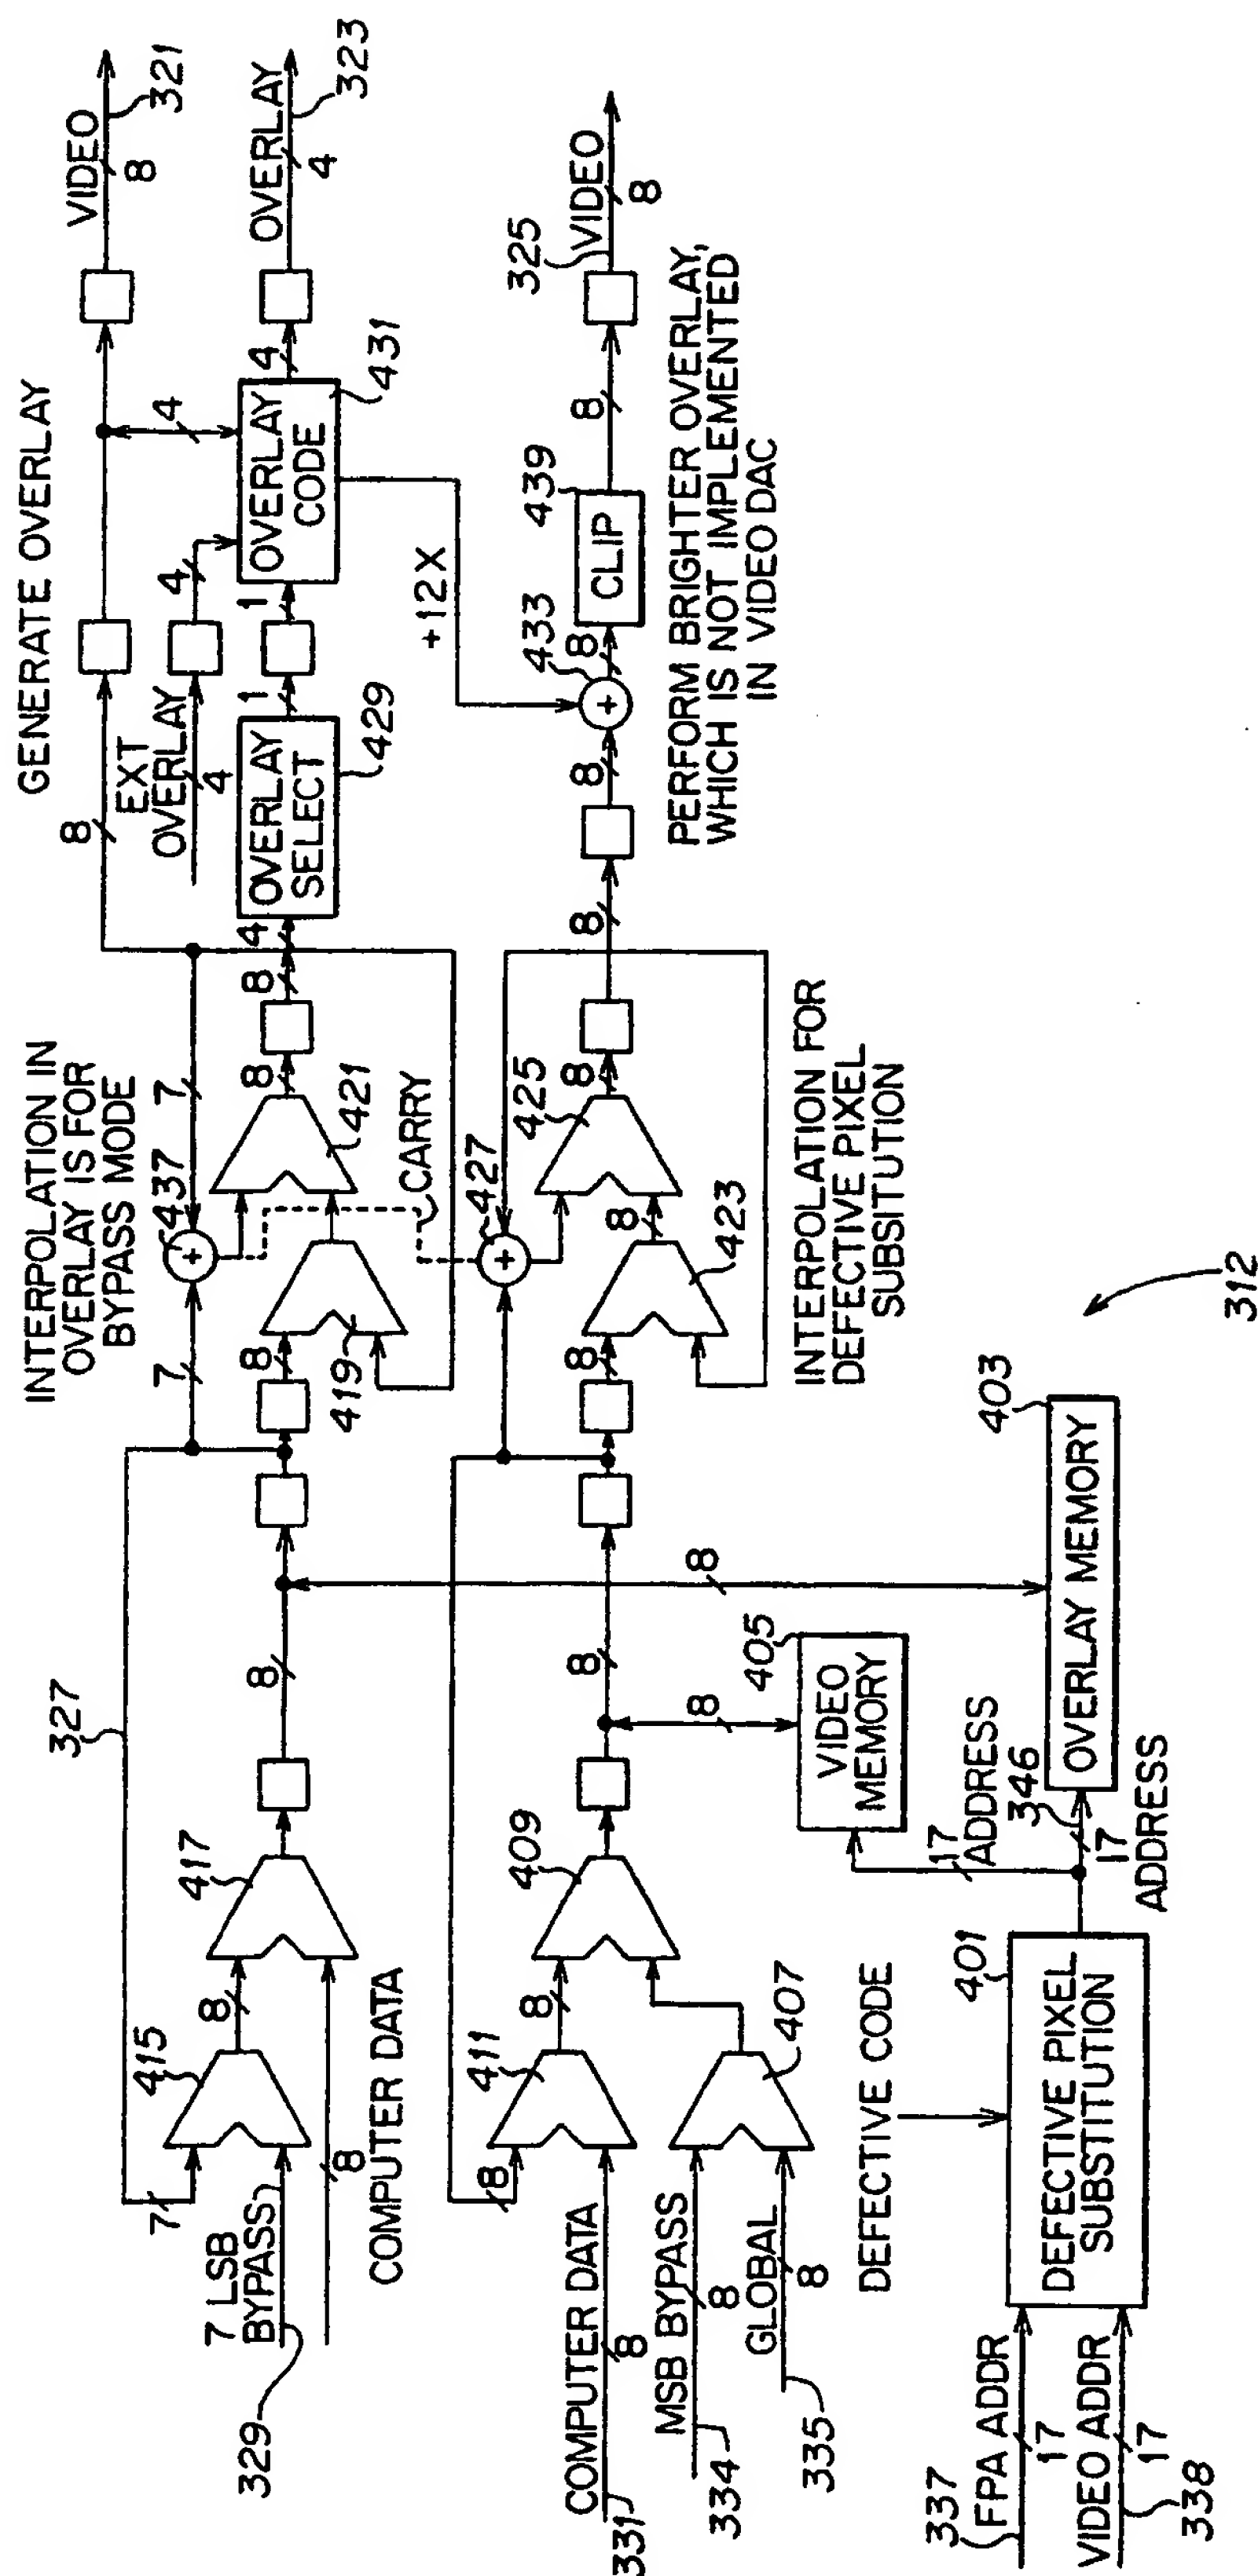 GENERATE OVERLAY
VIDEO
8
321
OVERLAY
4
323
8
EXT
OVERLAY
4
4
4
4
OVERLAY
SELECT
429
1
1
OVERLAY
CODE
431
+12X
INTERPOLATION IN
OVERLAY IS FOR
BYPASS MODE
437
7
7
8
419
8
421
8
4
CARRY
327
7
7 LSB
BYPASS
329
8
COMPUTER DATA
415
8
417
8
8
COMPUTER DATA
8
331
8
411
8
409
MSB BYPASS
8
334
GLOBAL
8
335
407
8
8
427
8
423
8
425
8
8
8
433
8
CLIP
439
8
325
VIDEO
8
PERFORM BRIGHTER OVERLAY,
WHICH IS NOT IMPLEMENTED
IN VIDEO DAC
INTERPOLATION FOR
DEFECTIVE PIXEL
SUBSTITUTION
VIDEO
MEMORY
405
17
ADDRESS
346
17
ADDRESS
OVERLAY MEMORY
403
DEFECTIVE CODE
401
DEFECTIVE PIXEL
SUBSTITUTION
337
FPA ADDR
17
VIDEO ADDR
17
338
312